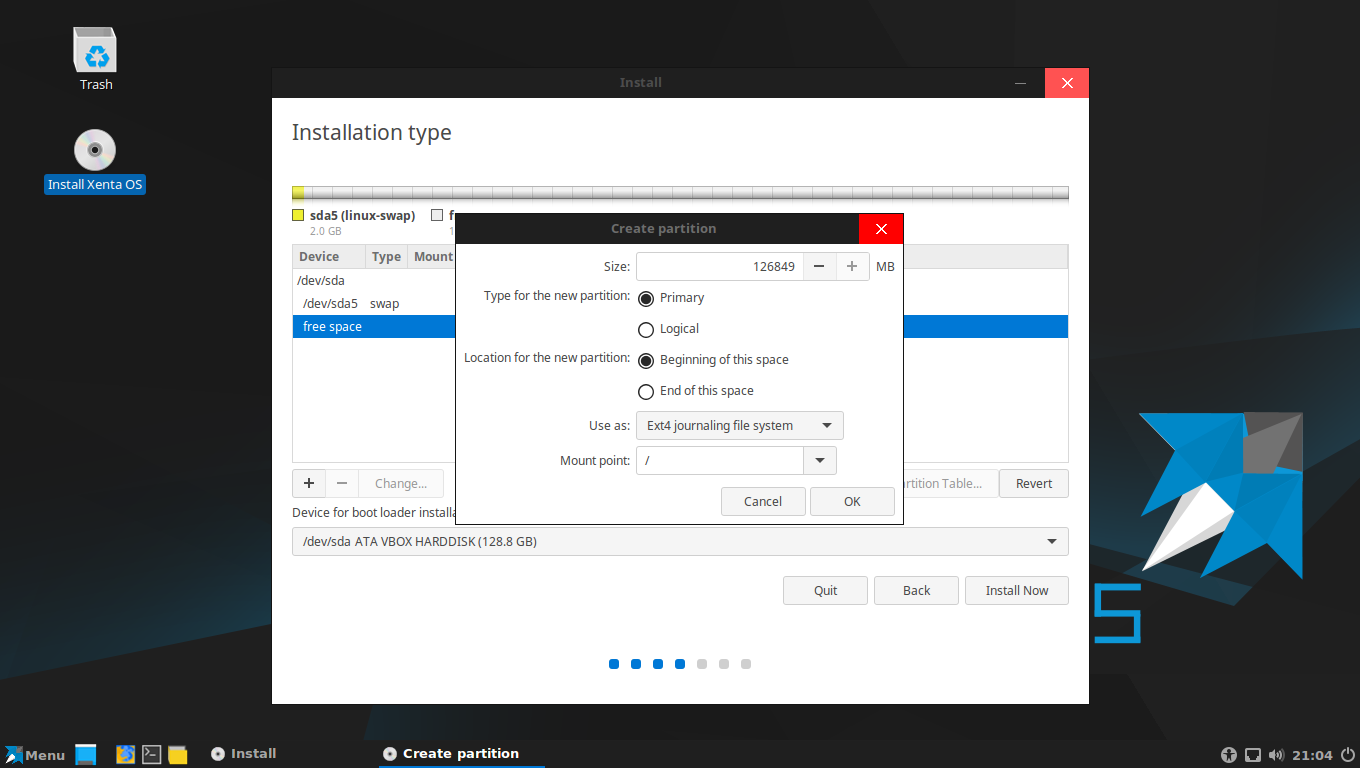 Trash
Install Xenta OS
Install
Installation type
sda5 (linux-swap)
2.0 GB
Device Type Mount
/dev/sda
/dev/sda5 swap
free space
Create partition
Size: 126849 MB
Type for the new partition: Primary
Logical
Location for the new partition: Beginning of this space
End of this space
Use as: Ext4 journaling file system
Mount point: /
Cancel OK
+ − Change... Table... Revert
Device for boot loader
/dev/sda ATA VBOX HARDDISK (128.8 GB)
Quit Back Install Now
S
Menu Install Create partition 21:04